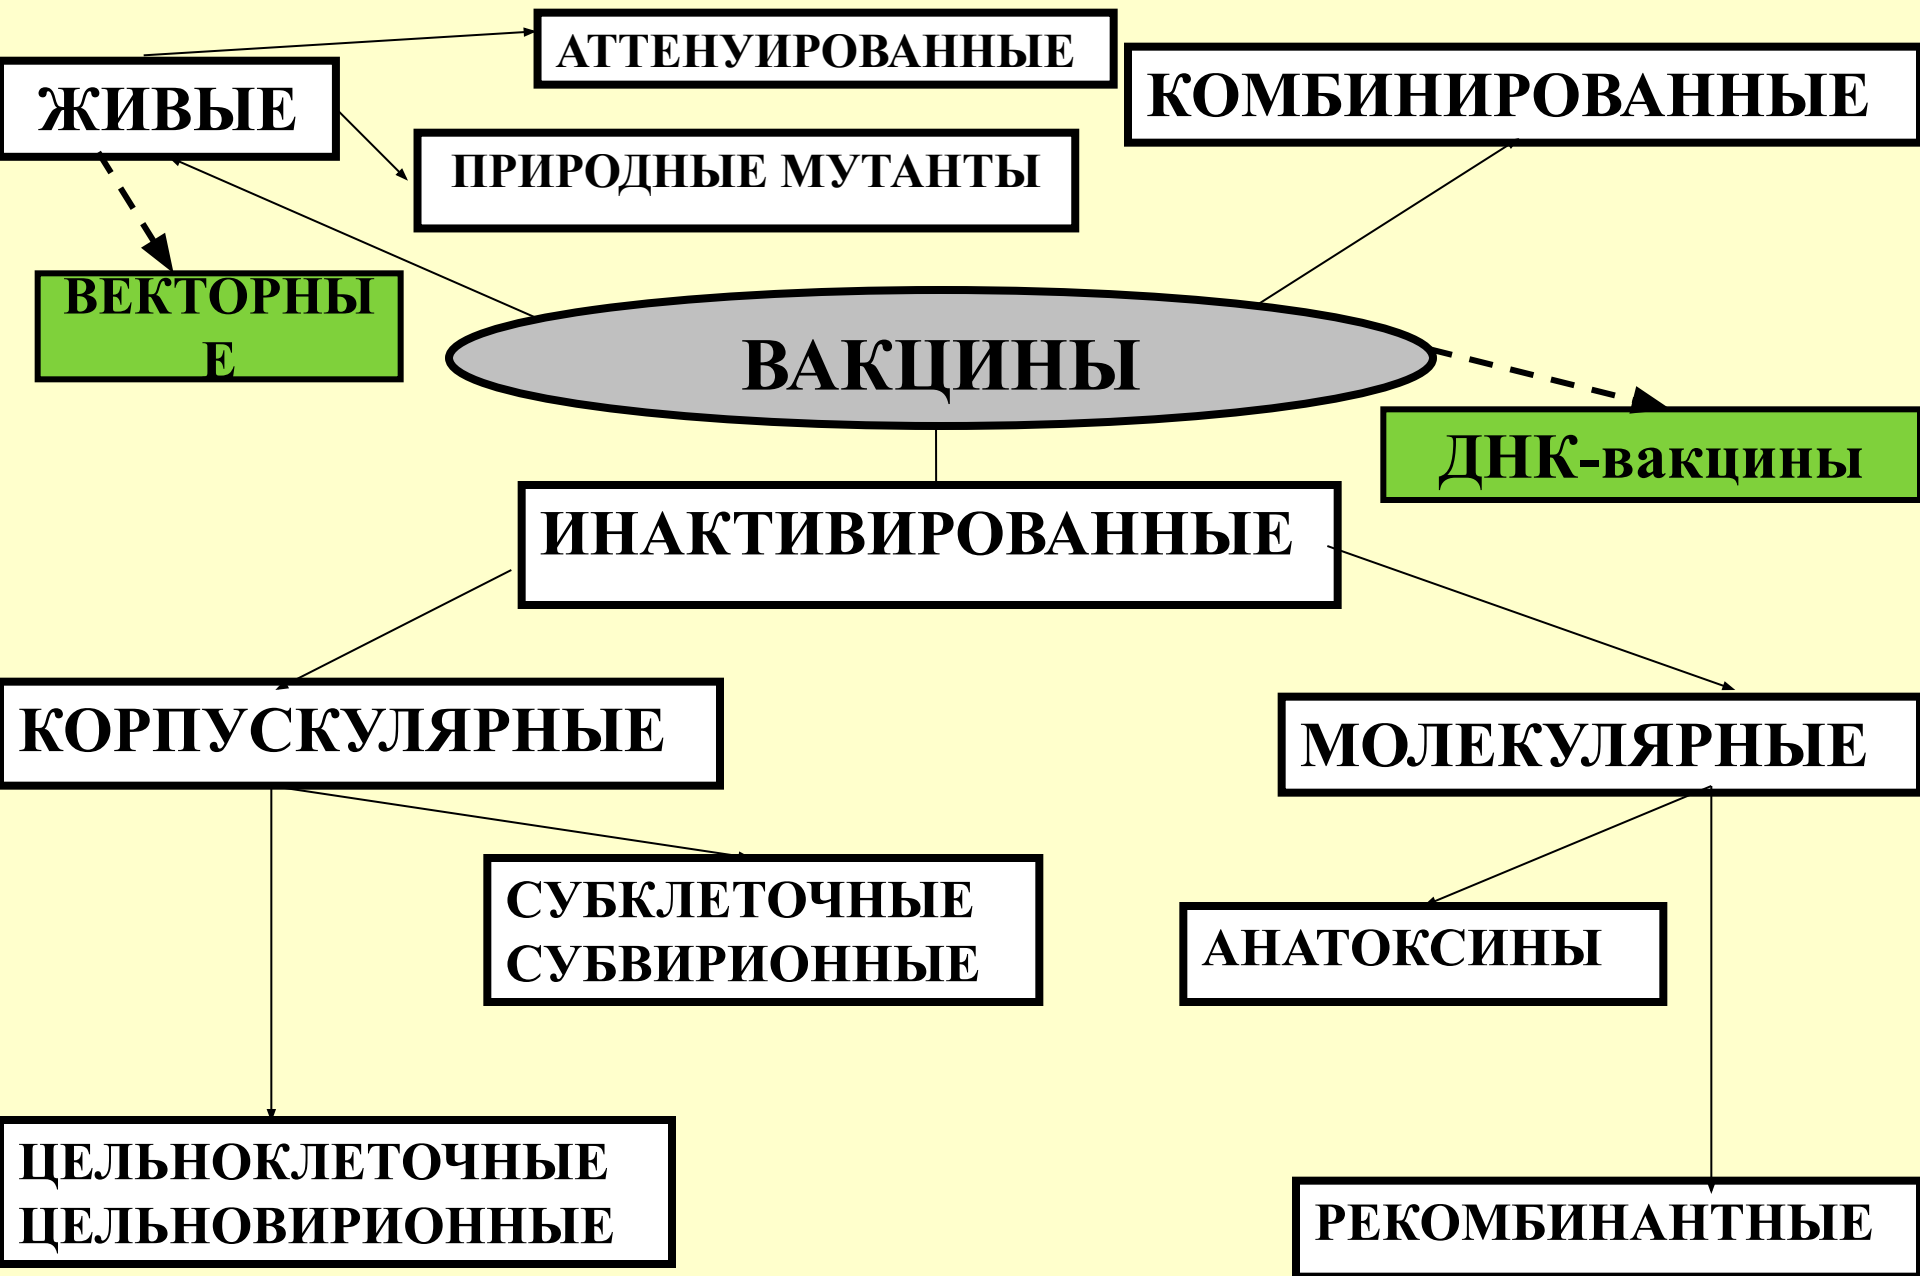 АТТЕНУИРОВАННЫЕ
КОМБИНИРОВАННЫЕ
ЖИВЫЕ
ПРИРОДНЫЕ МУТАНТЫ
ВЕКТОРНЫ
Е
ВАКЦИНЫ
ДНК-вакцины
ИНАКТИВИРОВАННЫЕ
КОРПУСКУЛЯРНЫЕ
МОЛЕКУЛЯРНЫЕ
СУБКЛЕТОЧНЫЕ
СУБВИРИОННЫЕ
АНАТОКСИНЫ
ЦЕЛЬНОКЛЕТОЧНЫЕ
ЦЕЛЬНОВИРИОННЫЕ
РЕКОМБИНАНТНЫЕ